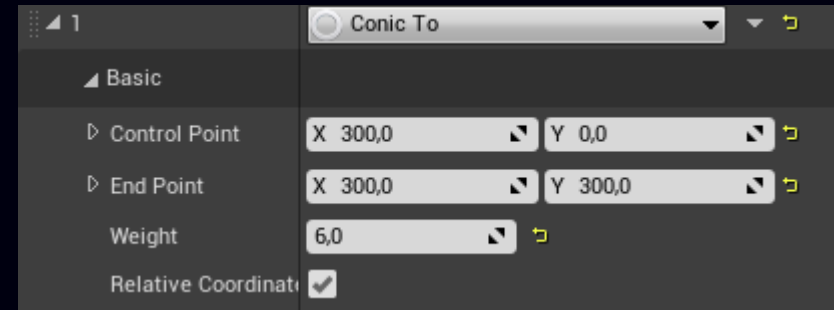 1 Conic To
Basic
Control Point X 300,0 Y 0,0
End Point X 300,0 Y 300,0
Weight 6,0
Relative Coordinat